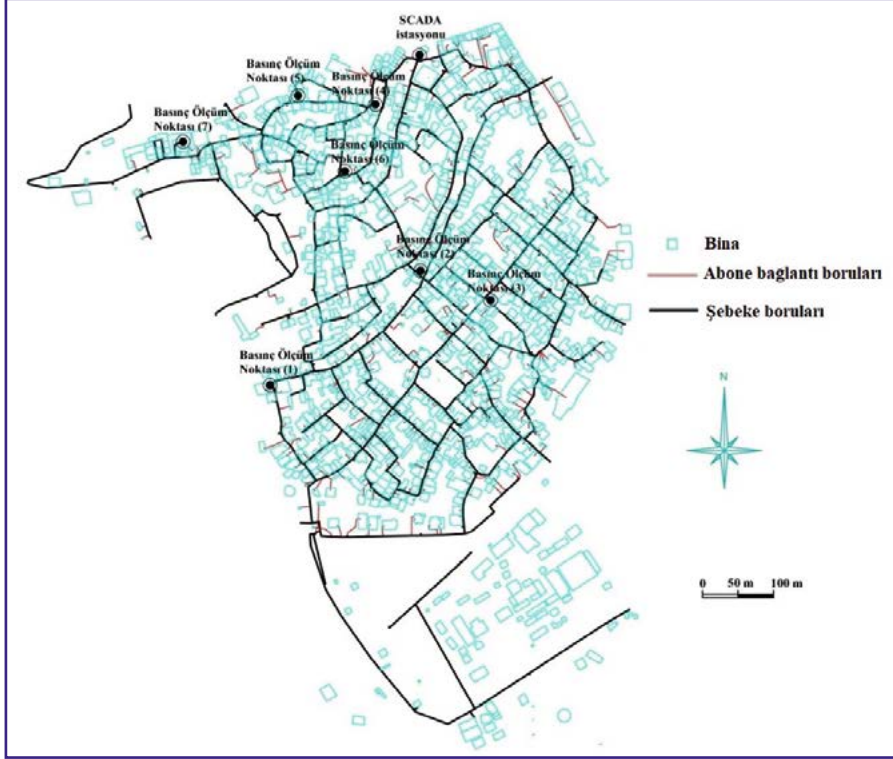 SCADA
istasyonu
Basınç Ölçüm
Noktası (5)
Basınç Ölçüm
Noktası (4)
Basınç Ölçüm
Noktası (7)
Basınç Ölçüm
Noktası (6)
Basınç Ölçüm
Noktası (2)
Basınç Ölçüm
Noktası (3)
Basınç Ölçüm
Noktası (1)
Bina
Abone bağlantı boruları
Şebeke boruları
N
0 50 m 100 m